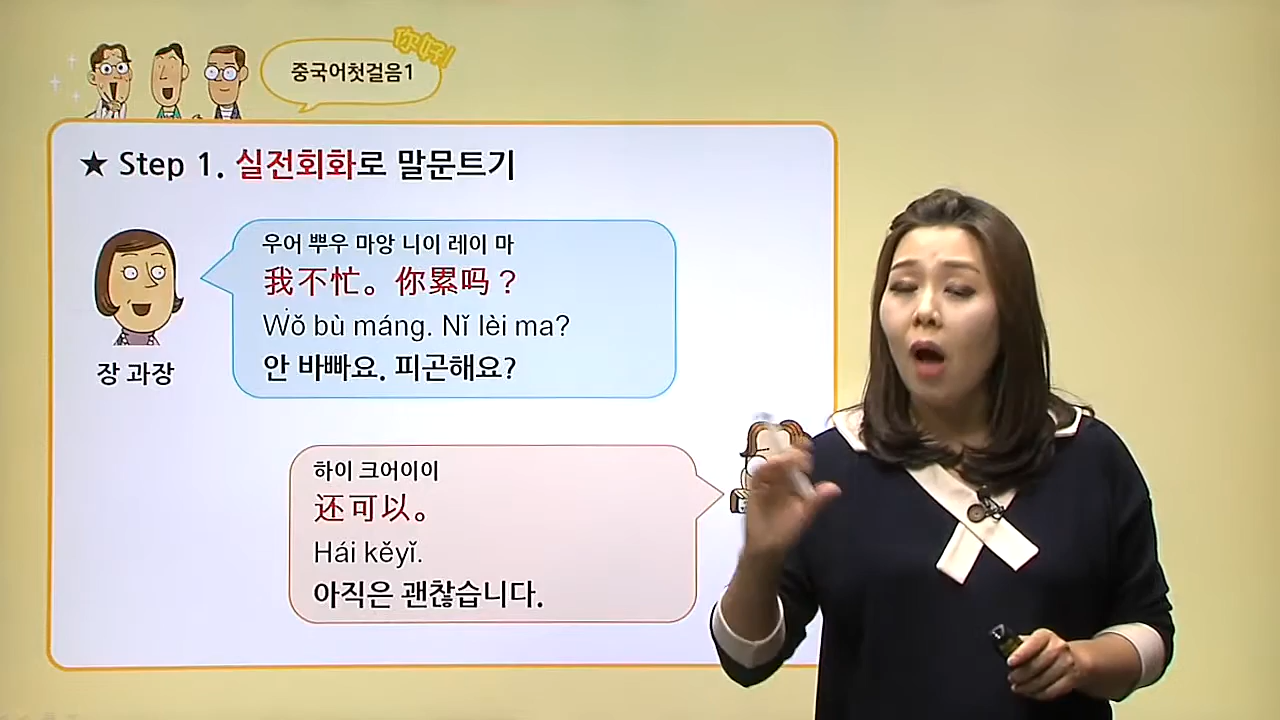 你好!
중국어첫걸음1
★ Step 1. 실전회화로 말문트기
우어 뿌우 마앙 니이 레이 마
我不忙。你累吗？
Wǒ bù máng. Nǐ lèi ma?
안 바빠요. 피곤해요?
장 과장
하이 크어이이
还可以。
Hái kěyǐ.
아직은 괜찮습니다.